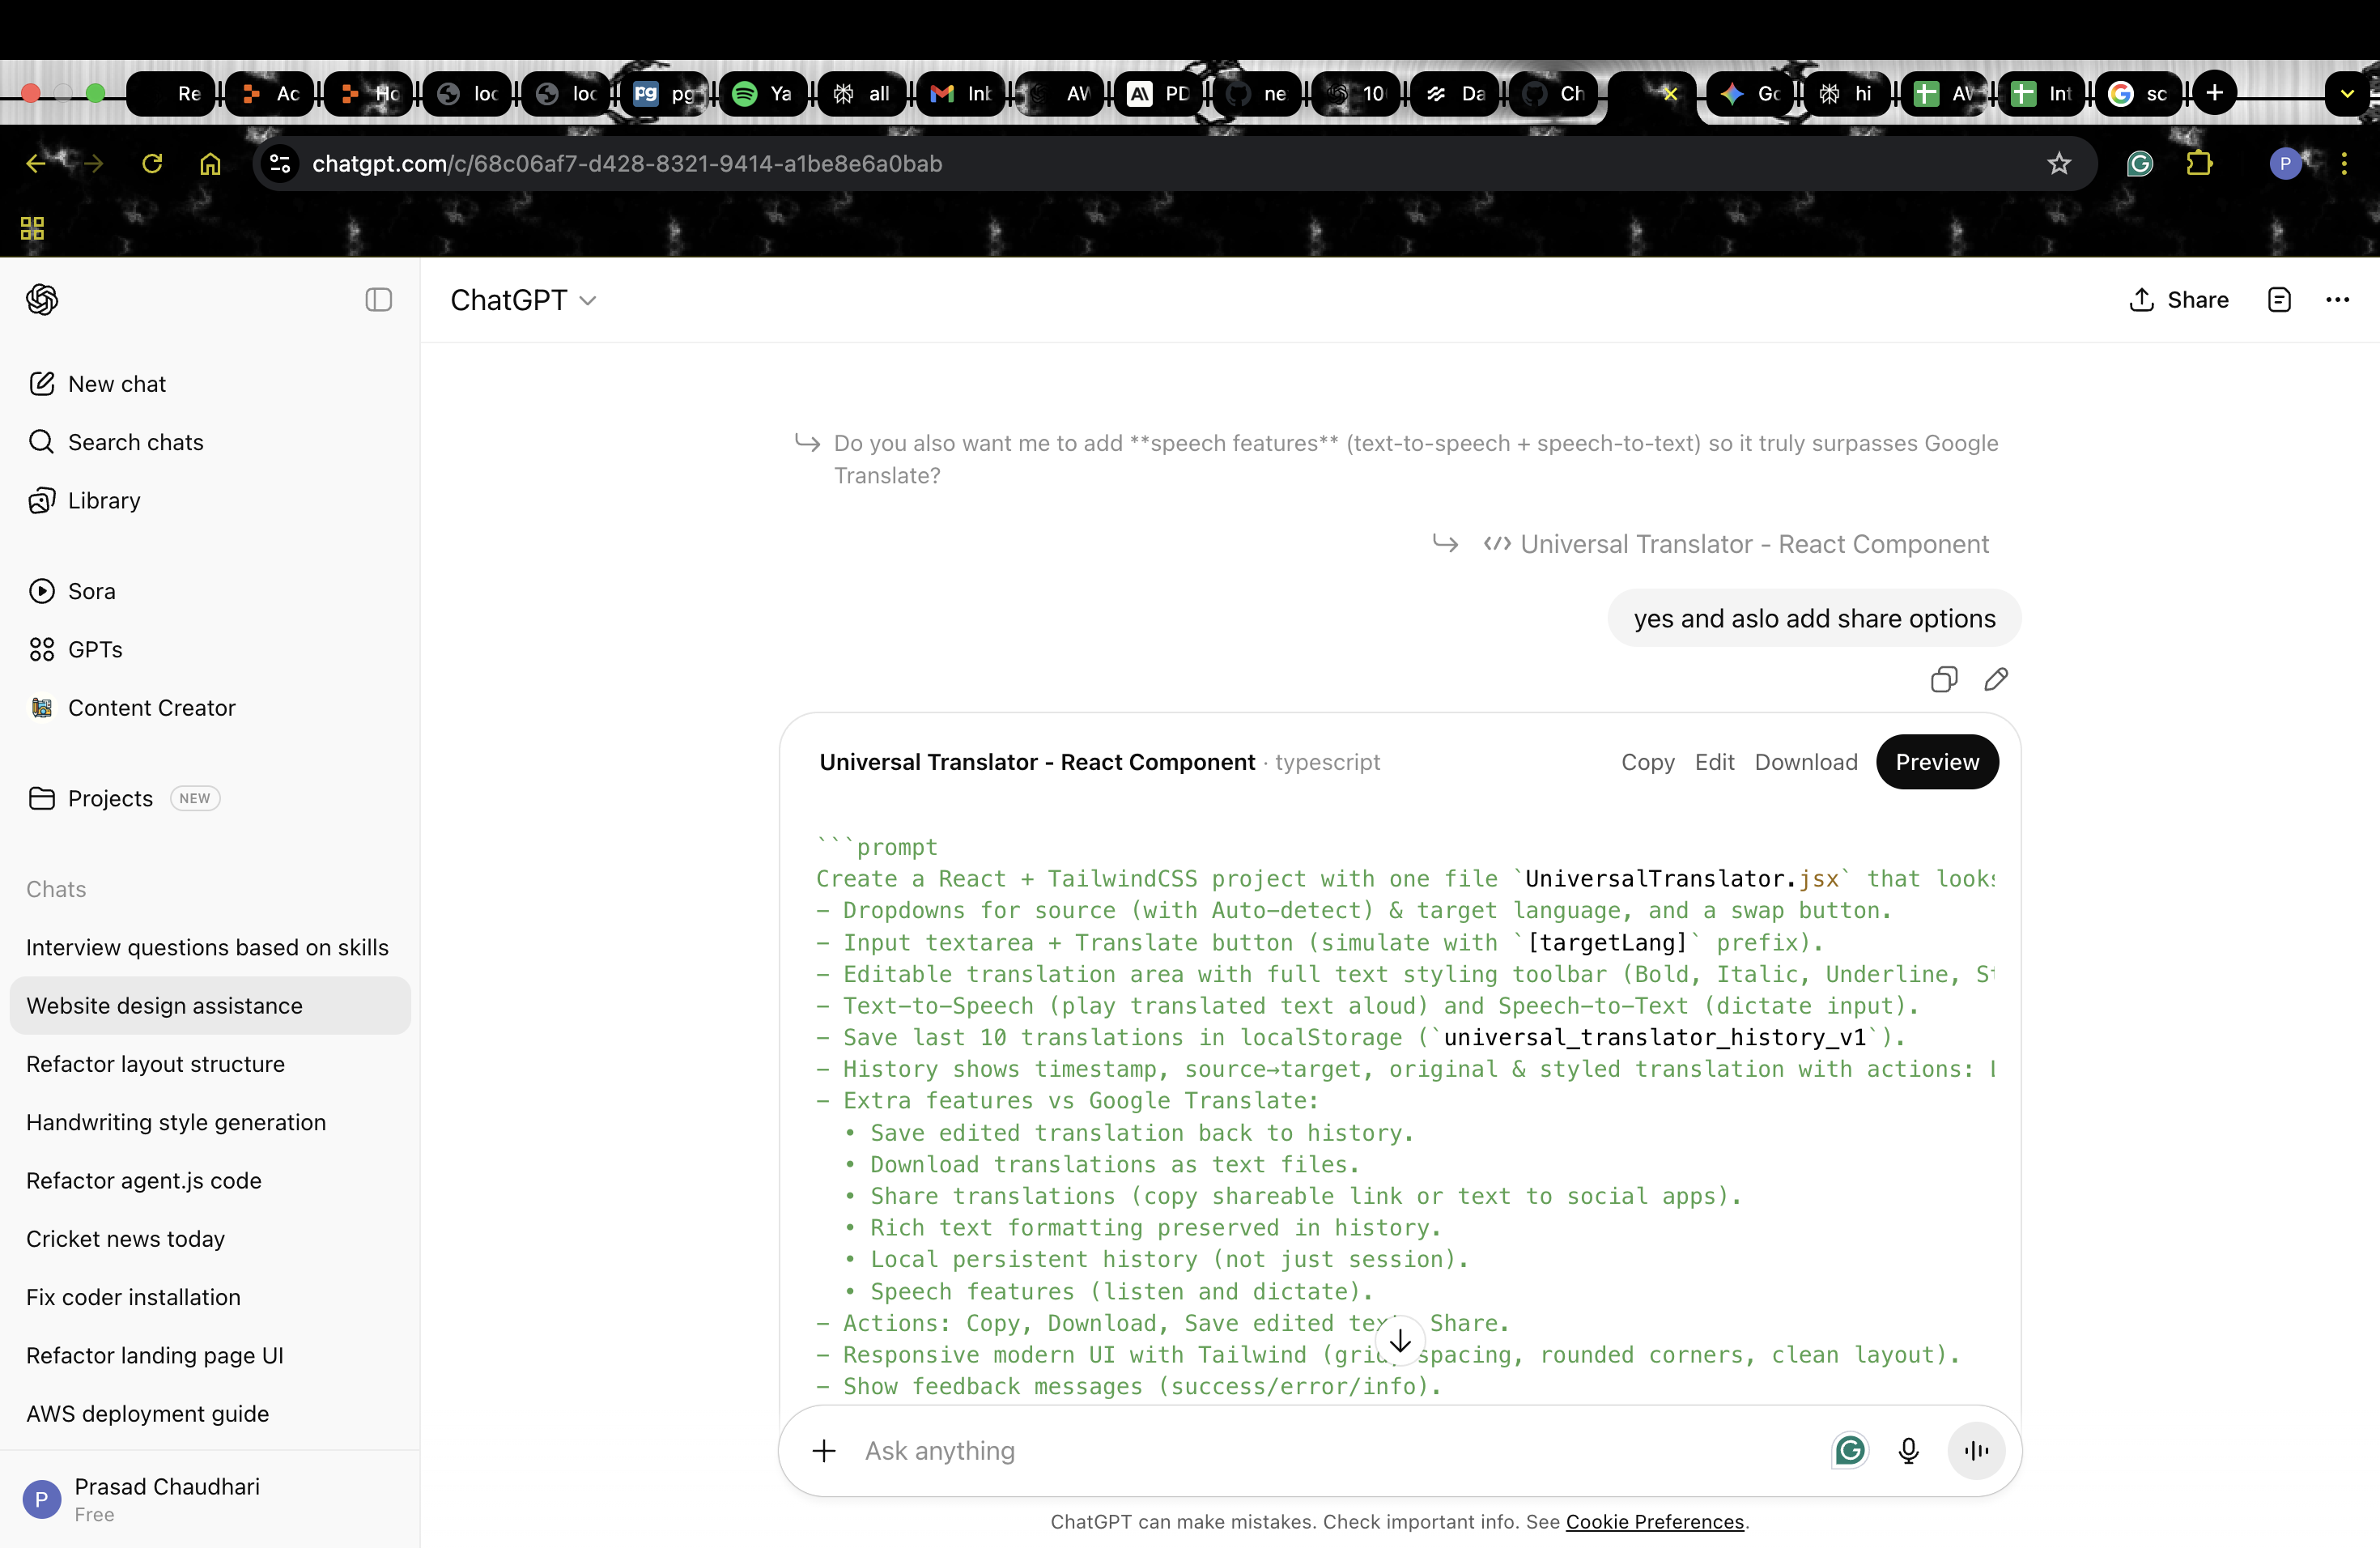 Re
Ac
Ho
loc
loc
pg
pg
Ya
all
Int
AW
PD
ne
10
Da
Ch
Go
hi
AW
Int
sc
chatgpt.com/c/68c06af7-d428-8321-9414-a1be8e6a0bab
P
ChatGPT
Share
New chat
Search chats
Library
Sora
GPTs
Content Creator
Projects NEW
Chats
Interview questions based on skills
Website design assistance
Refactor layout structure
Handwriting style generation
Refactor agent.js code
Cricket news today
Fix coder installation
Refactor landing page UI
AWS deployment guide
P
Prasad Chaudhari
Free
Do you also want me to add **speech features** (text-to-speech + speech-to-text) so it truly surpasses Google
Translate?
</> Universal Translator - React Component
yes and aslo add share options
Universal Translator - React Component · typescript
Copy Edit Download Preview
```prompt
Create a React + TailwindCSS project with one file `UniversalTranslator.jsx` that looks
- Dropdowns for source (with Auto-detect) & target language, and a swap button.
- Input textarea + Translate button (simulate with `[targetLang]` prefix).
- Editable translation area with full text styling toolbar (Bold, Italic, Underline, St
- Text-to-Speech (play translated text aloud) and Speech-to-Text (dictate input).
- Save last 10 translations in localStorage (`universal_translator_history_v1`).
- History shows timestamp, source→target, original & styled translation with actions:
- Extra features vs Google Translate:
• Save edited translation back to history.
• Download translations as text files.
• Share translations (copy shareable link or text to social apps).
• Rich text formatting preserved in history.
• Local persistent history (not just session).
• Speech features (listen and dictate).
- Actions: Copy, Download, Save edited text, Share.
- Responsive modern UI with Tailwind (grid, spacing, rounded corners, clean layout).
- Show feedback messages (success/error/info).
Ask anything
ChatGPT can make mistakes. Check important info. See Cookie Preferences.